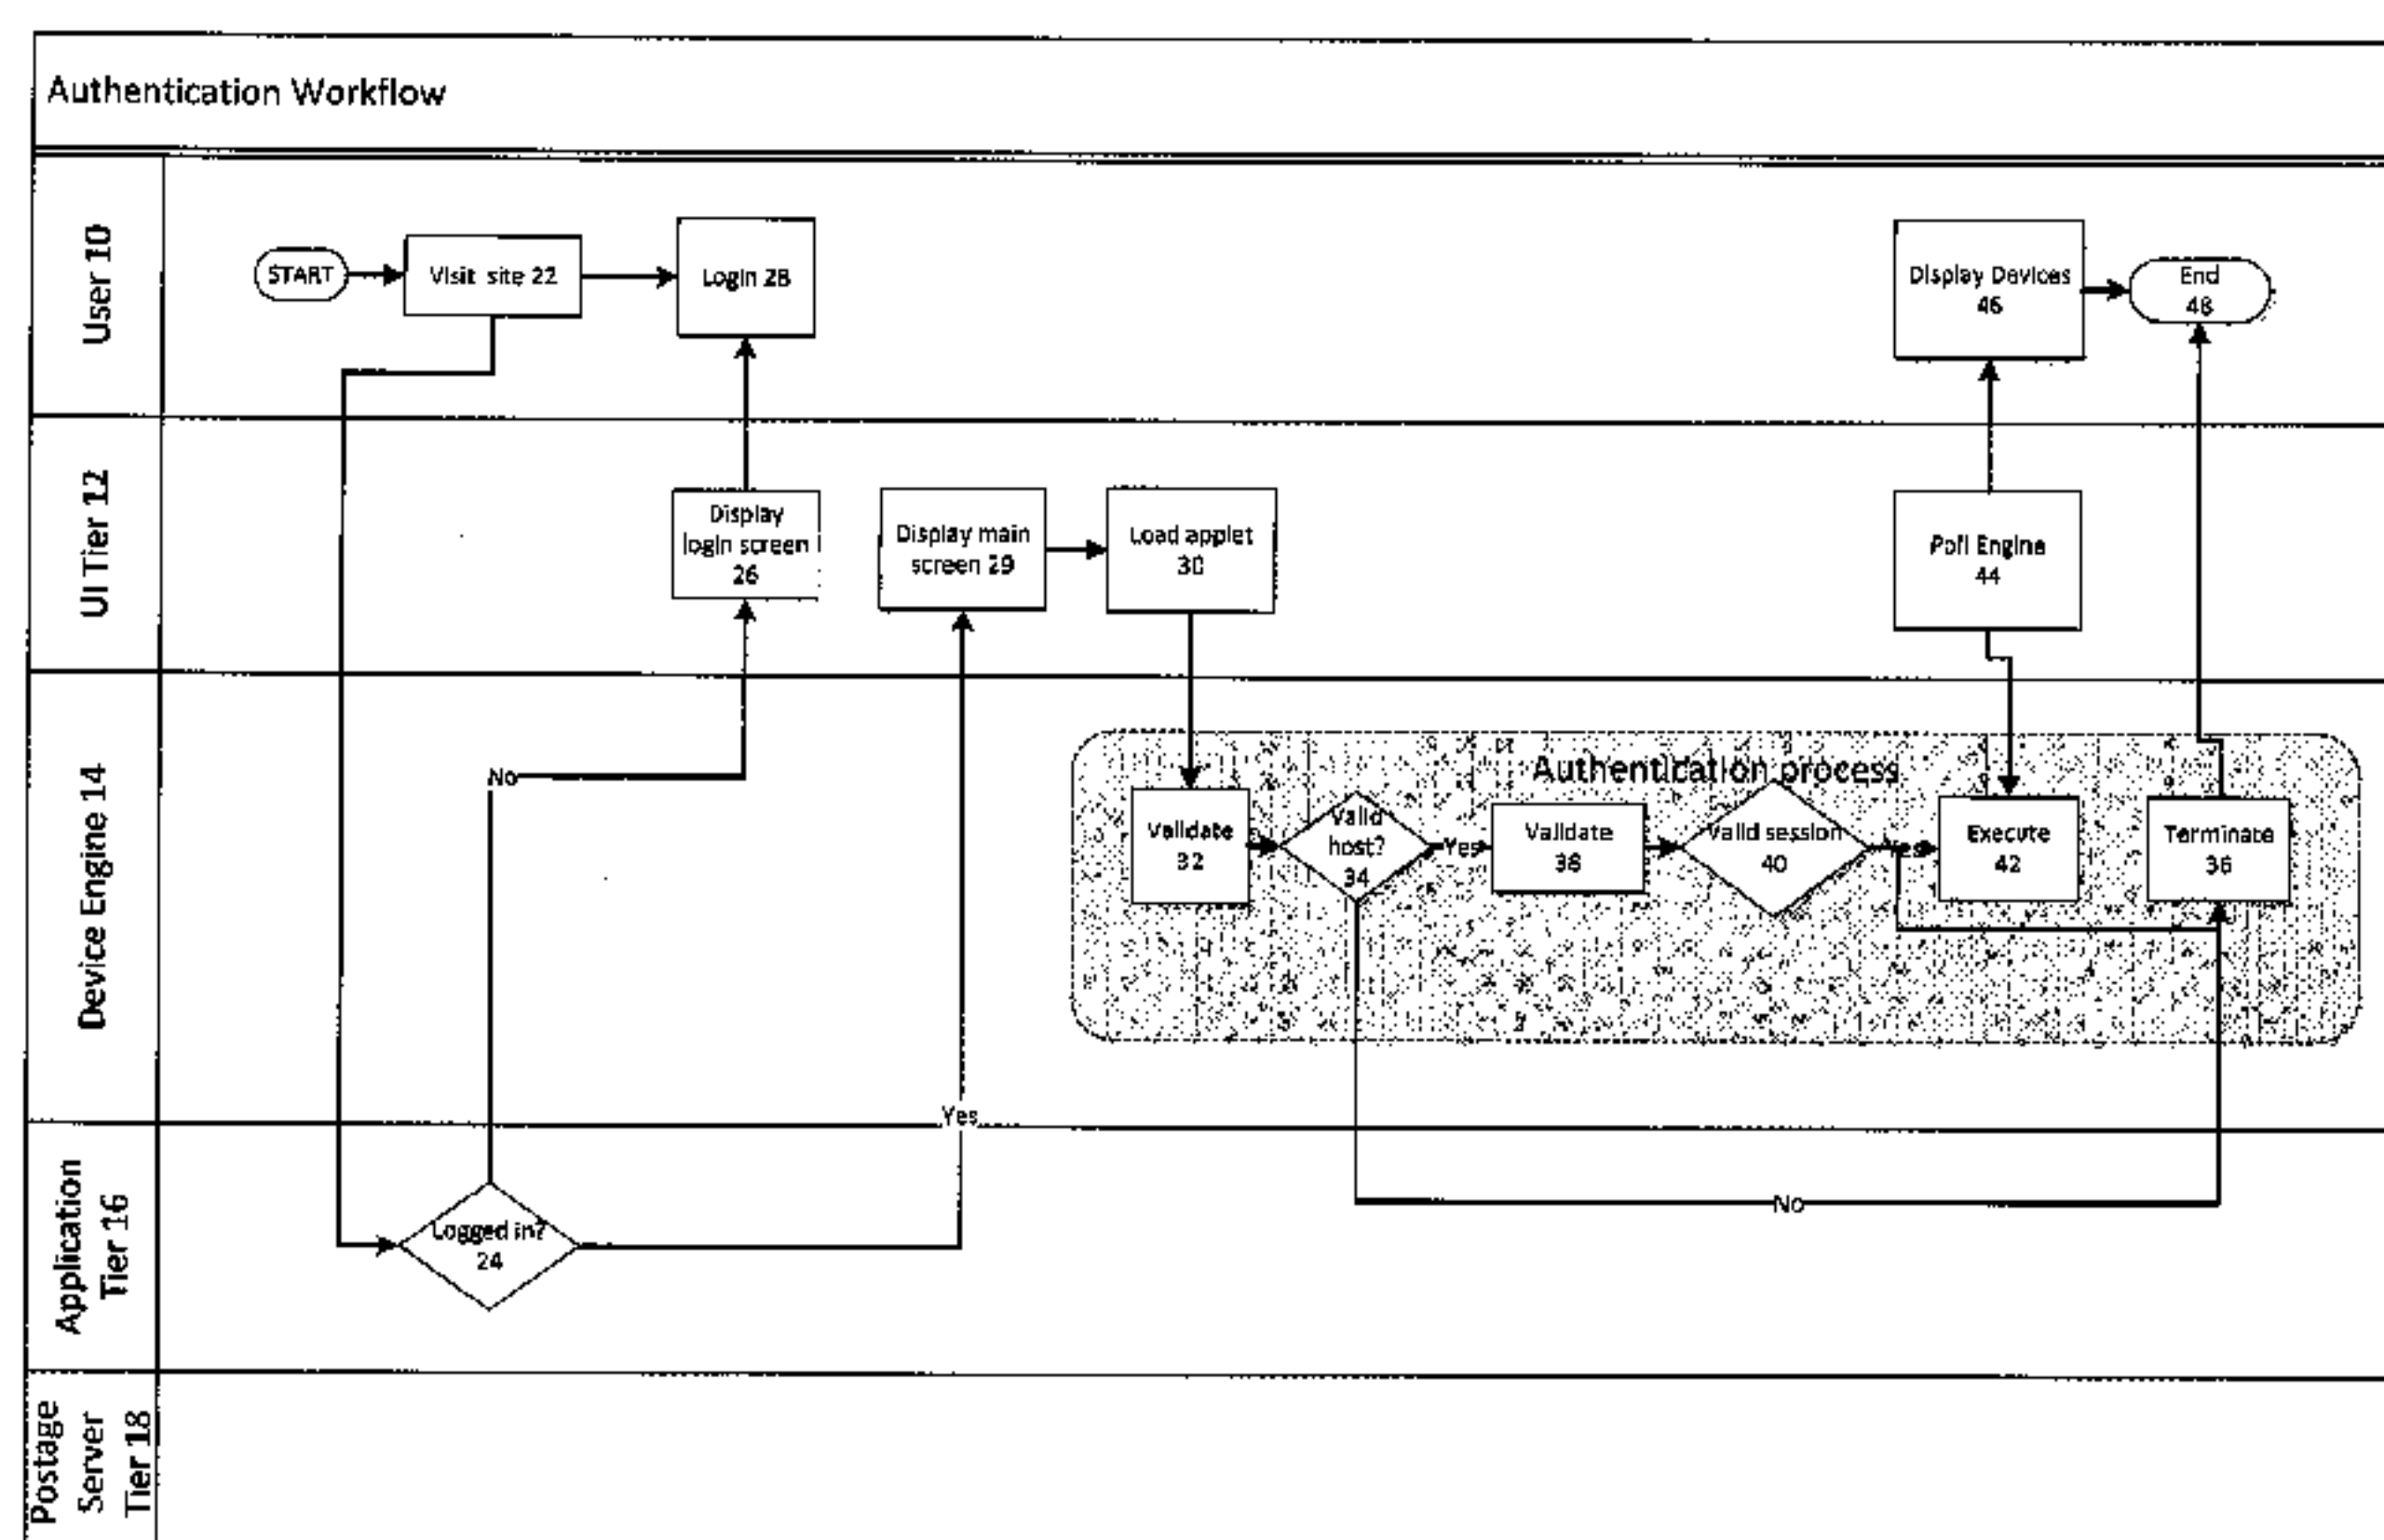 Authentication Workflow
User 10
START
Visit site 22
Login 28
Display Devices
46
End
48
UI Tier 12
Display
login screen
26
Display main
screen 29
Load applet
30
Poll Engine
44
Device Engine 14
No
Authentication process
Validate
32
Valid
host?
34
Yes
Validate
38
Valid session
40
Yes
Execute
42
Terminate
36
Yes
Application
Tier 16
Logged in?
24
No
Postage
Server
Tier 18